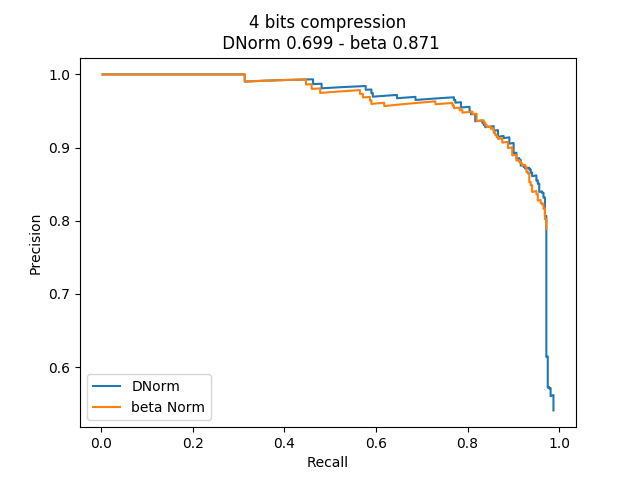 4 bits compression
DNorm 0.699 - beta 0.871
1.0
0.9
0.8
0.7
0.6
Precision
DNorm
beta Norm
0.0 0.2 0.4 0.6 0.8 1.0
Recall